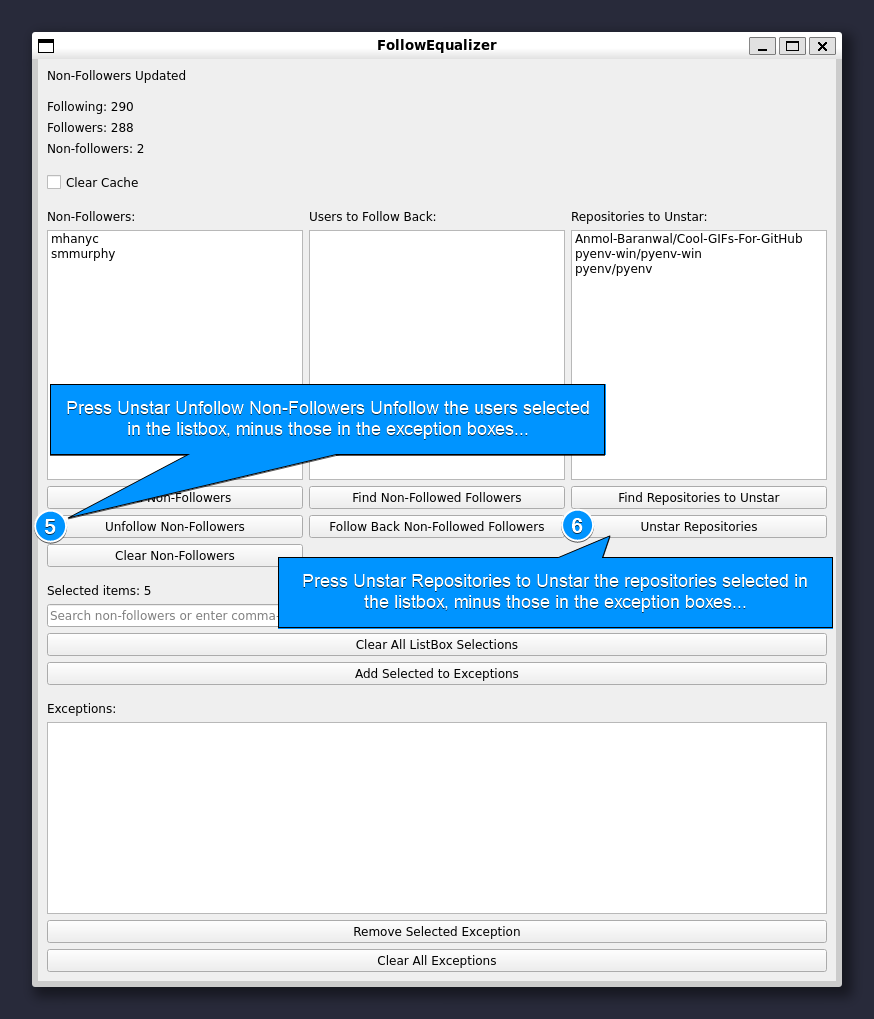 FollowEqualizer
Non-Followers Updated
Following: 290
Followers: 288
Non-followers: 2
Clear Cache
Non-Followers:
Users to Follow Back:
Repositories to Unstar:
mhanyc
smmurphy
Anmol-Baranwal/Cool-GIFs-For-GitHub
pyenv-win/pyenv-win
pyenv/pyenv
Press Unstar Unfollow Non-Followers Unfollow the users selected
in the listbox, minus those in the exception boxes...
Non-Followers
Find Non-Followed Followers
Find Repositories to Unstar
5
Unfollow Non-Followers
Follow Back Non-Followed Followers
6
Unstar Repositories
Clear Non-Followers
Press Unstar Repositories to Unstar the repositories selected in
the listbox, minus those in the exception boxes...
Selected items: 5
Search non-followers or enter comma-
Clear All ListBox Selections
Add Selected to Exceptions
Exceptions:
Remove Selected Exception
Clear All Exceptions